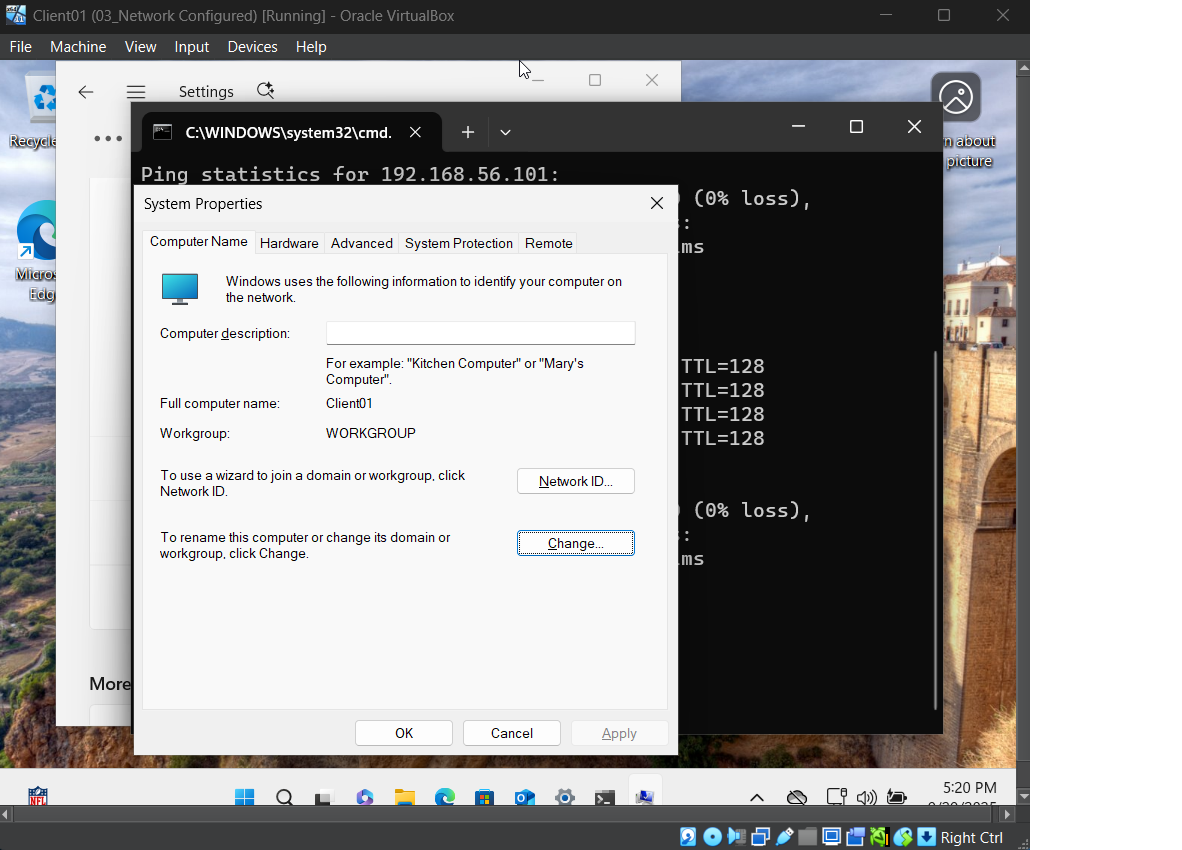 Client01 (03_Network Configured) [Running] - Oracle VirtualBox
File Machine View Input Devices Help
Settings
Recycle
C:\WINDOWS\system32\cmd.
n about
picture
Ping statistics for 192.168.56.101:
(0% loss),
System Properties
:
ms
Computer Name Hardware Advanced System Protection Remote
Micros
Edg
Windows uses the following information to identify your computer on
the network.
Computer description:
For example: "Kitchen Computer" or "Mary's
Computer".
Full computer name: Client01
Workgroup: WORKGROUP
TTL=128
TTL=128
TTL=128
TTL=128
To use a wizard to join a domain or workgroup, click
Network ID.
Network ID...
(0% loss),
:
ms
To rename this computer or change its domain or
workgroup, click Change.
Change...
More
OK Cancel Apply
NFL
5:20 PM
Right Ctrl